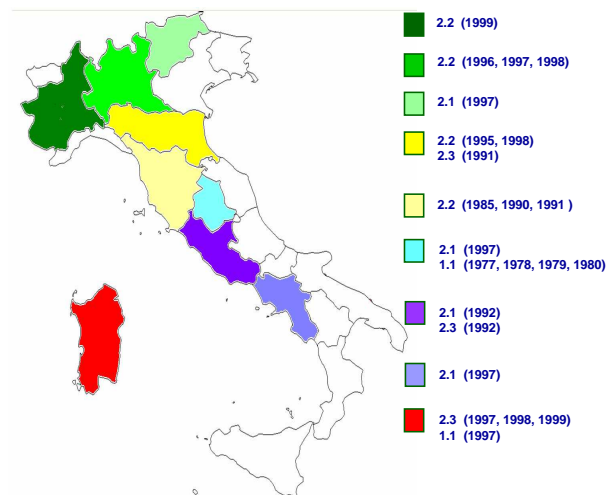 2.2 (1999)
2.2 (1996, 1997, 1998)
2.1 (1997)
2.2 (1995, 1998)
2.3 (1991)
2.2 (1985, 1990, 1991 )
2.1 (1997)
1.1 (1977, 1978, 1979, 1980)
2.1 (1992)
2.3 (1992)
2.1 (1997)
2.3 (1997, 1998, 1999)
1.1 (1997)